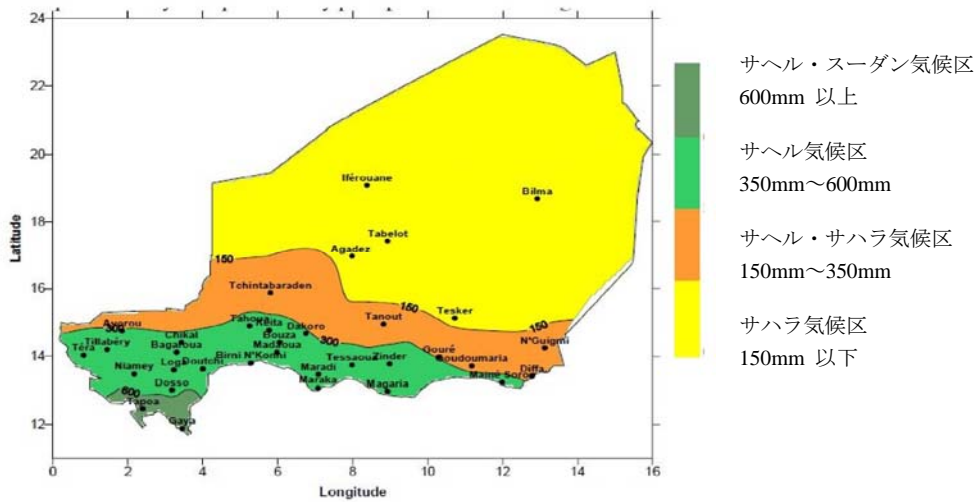 24
22
20
18
16
14
12
Latitude
0 2 4 6 8 10 12 14 16
Longitude
Iférouane
Bilma
Tabelot
Agadez
150
Tchintabaraden
150
Tesker
Tanout
150
Ayorou
300
Tahoua
Keita
Dakoro
300
N'Guigmi
Chikal
Bouza
Tillabéry
Bagaroua
Madaoua
Téra
Gouré
Goudoumaria
Niamey
Loga
Doutchi
Birni N'Konni
Tessaoua
Zinder
Maradi
Diffa
Dosso
Maraka
Magaria
Mainé Soroa
600
Tapoa
Gaya
サヘル・スーダン気候区
600mm 以上
サヘル気候区
350mm～600mm
サヘル・サハラ気候区
150mm～350mm
サハラ気候区
150mm 以下